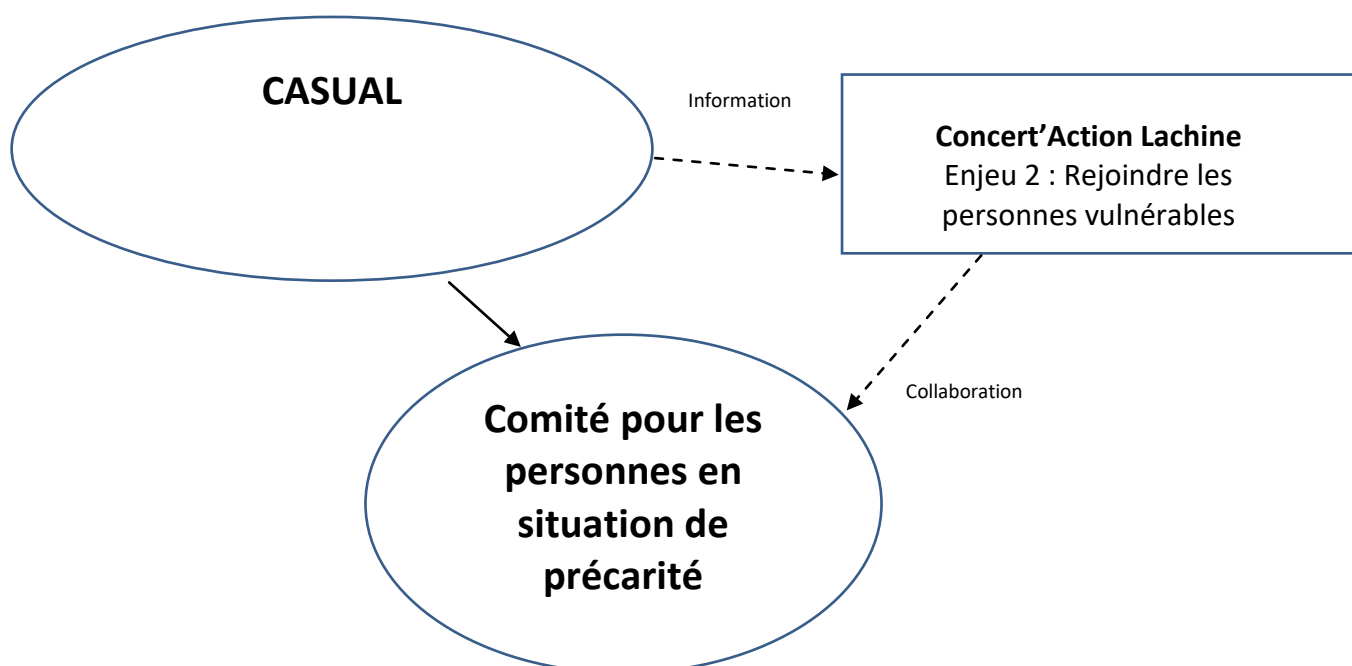 CASUAL
Information
Concert’Action Lachine
Enjeu 2 : Rejoindre les
personnes vulnérables
Collaboration
Comité pour les
personnes en
situation de
précarité